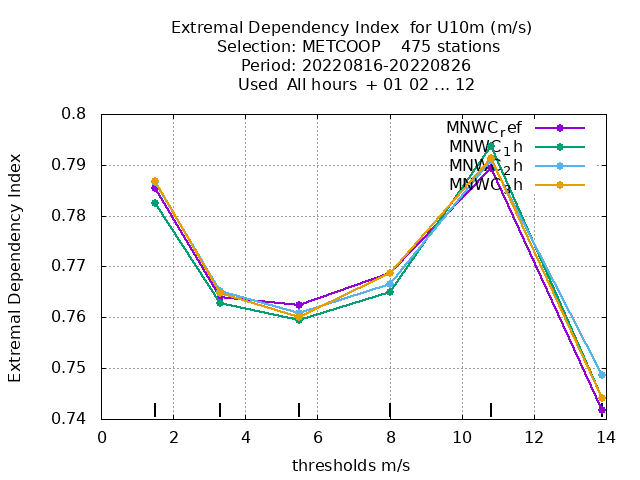 Extremal Dependency Index  for U10m (m/s)
Selection: METCOOP    475 stations
Period: 20220816-20220826
Used  All hours  + 01 02 ... 12
MNWC_ref
MNWC_1h
MNWC_2h
MNWC_3h
Extremal Dependency Index
0.8
0.79
0.78
0.77
0.76
0.75
0.74
0 2 4 6 8 10 12 14
thresholds m/s